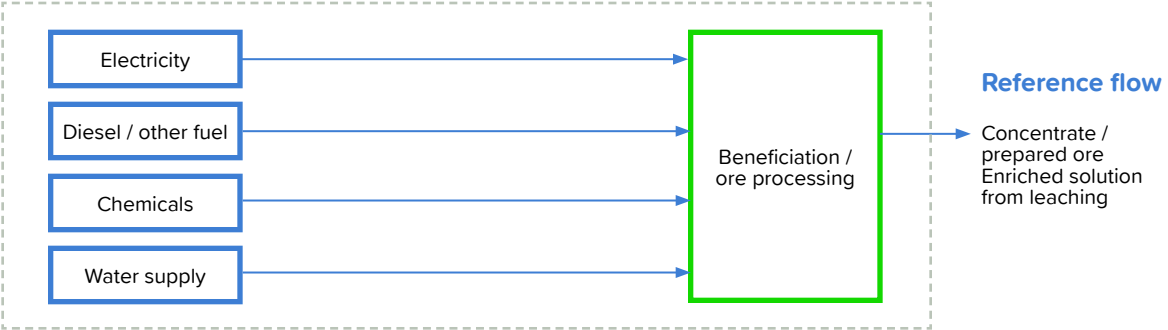 Electricity
Diesel / other fuel
Chemicals
Water supply
Beneficiation /
ore processing
Reference flow
Concentrate /
prepared ore
Enriched solution
from leaching